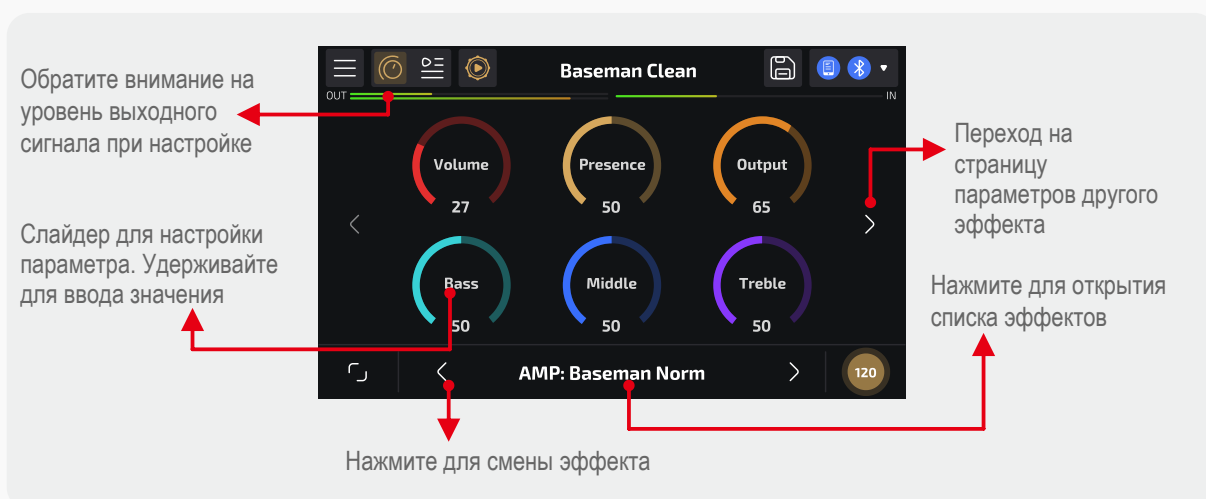 Обратите внимание на
уровень выходного
сигнала при настройке
Слайдер для настройки
параметра. Удерживайте
для ввода значения
Baseman Clean
OUT
IN
Volume
27
Presence
50
Output
65
Bass
50
Middle
50
Treble
50
AMP: Baseman Norm
120
Переход на
страницу
параметров другого
эффекта
Нажмите для открытия
списка эффектов
Нажмите для смены эффекта